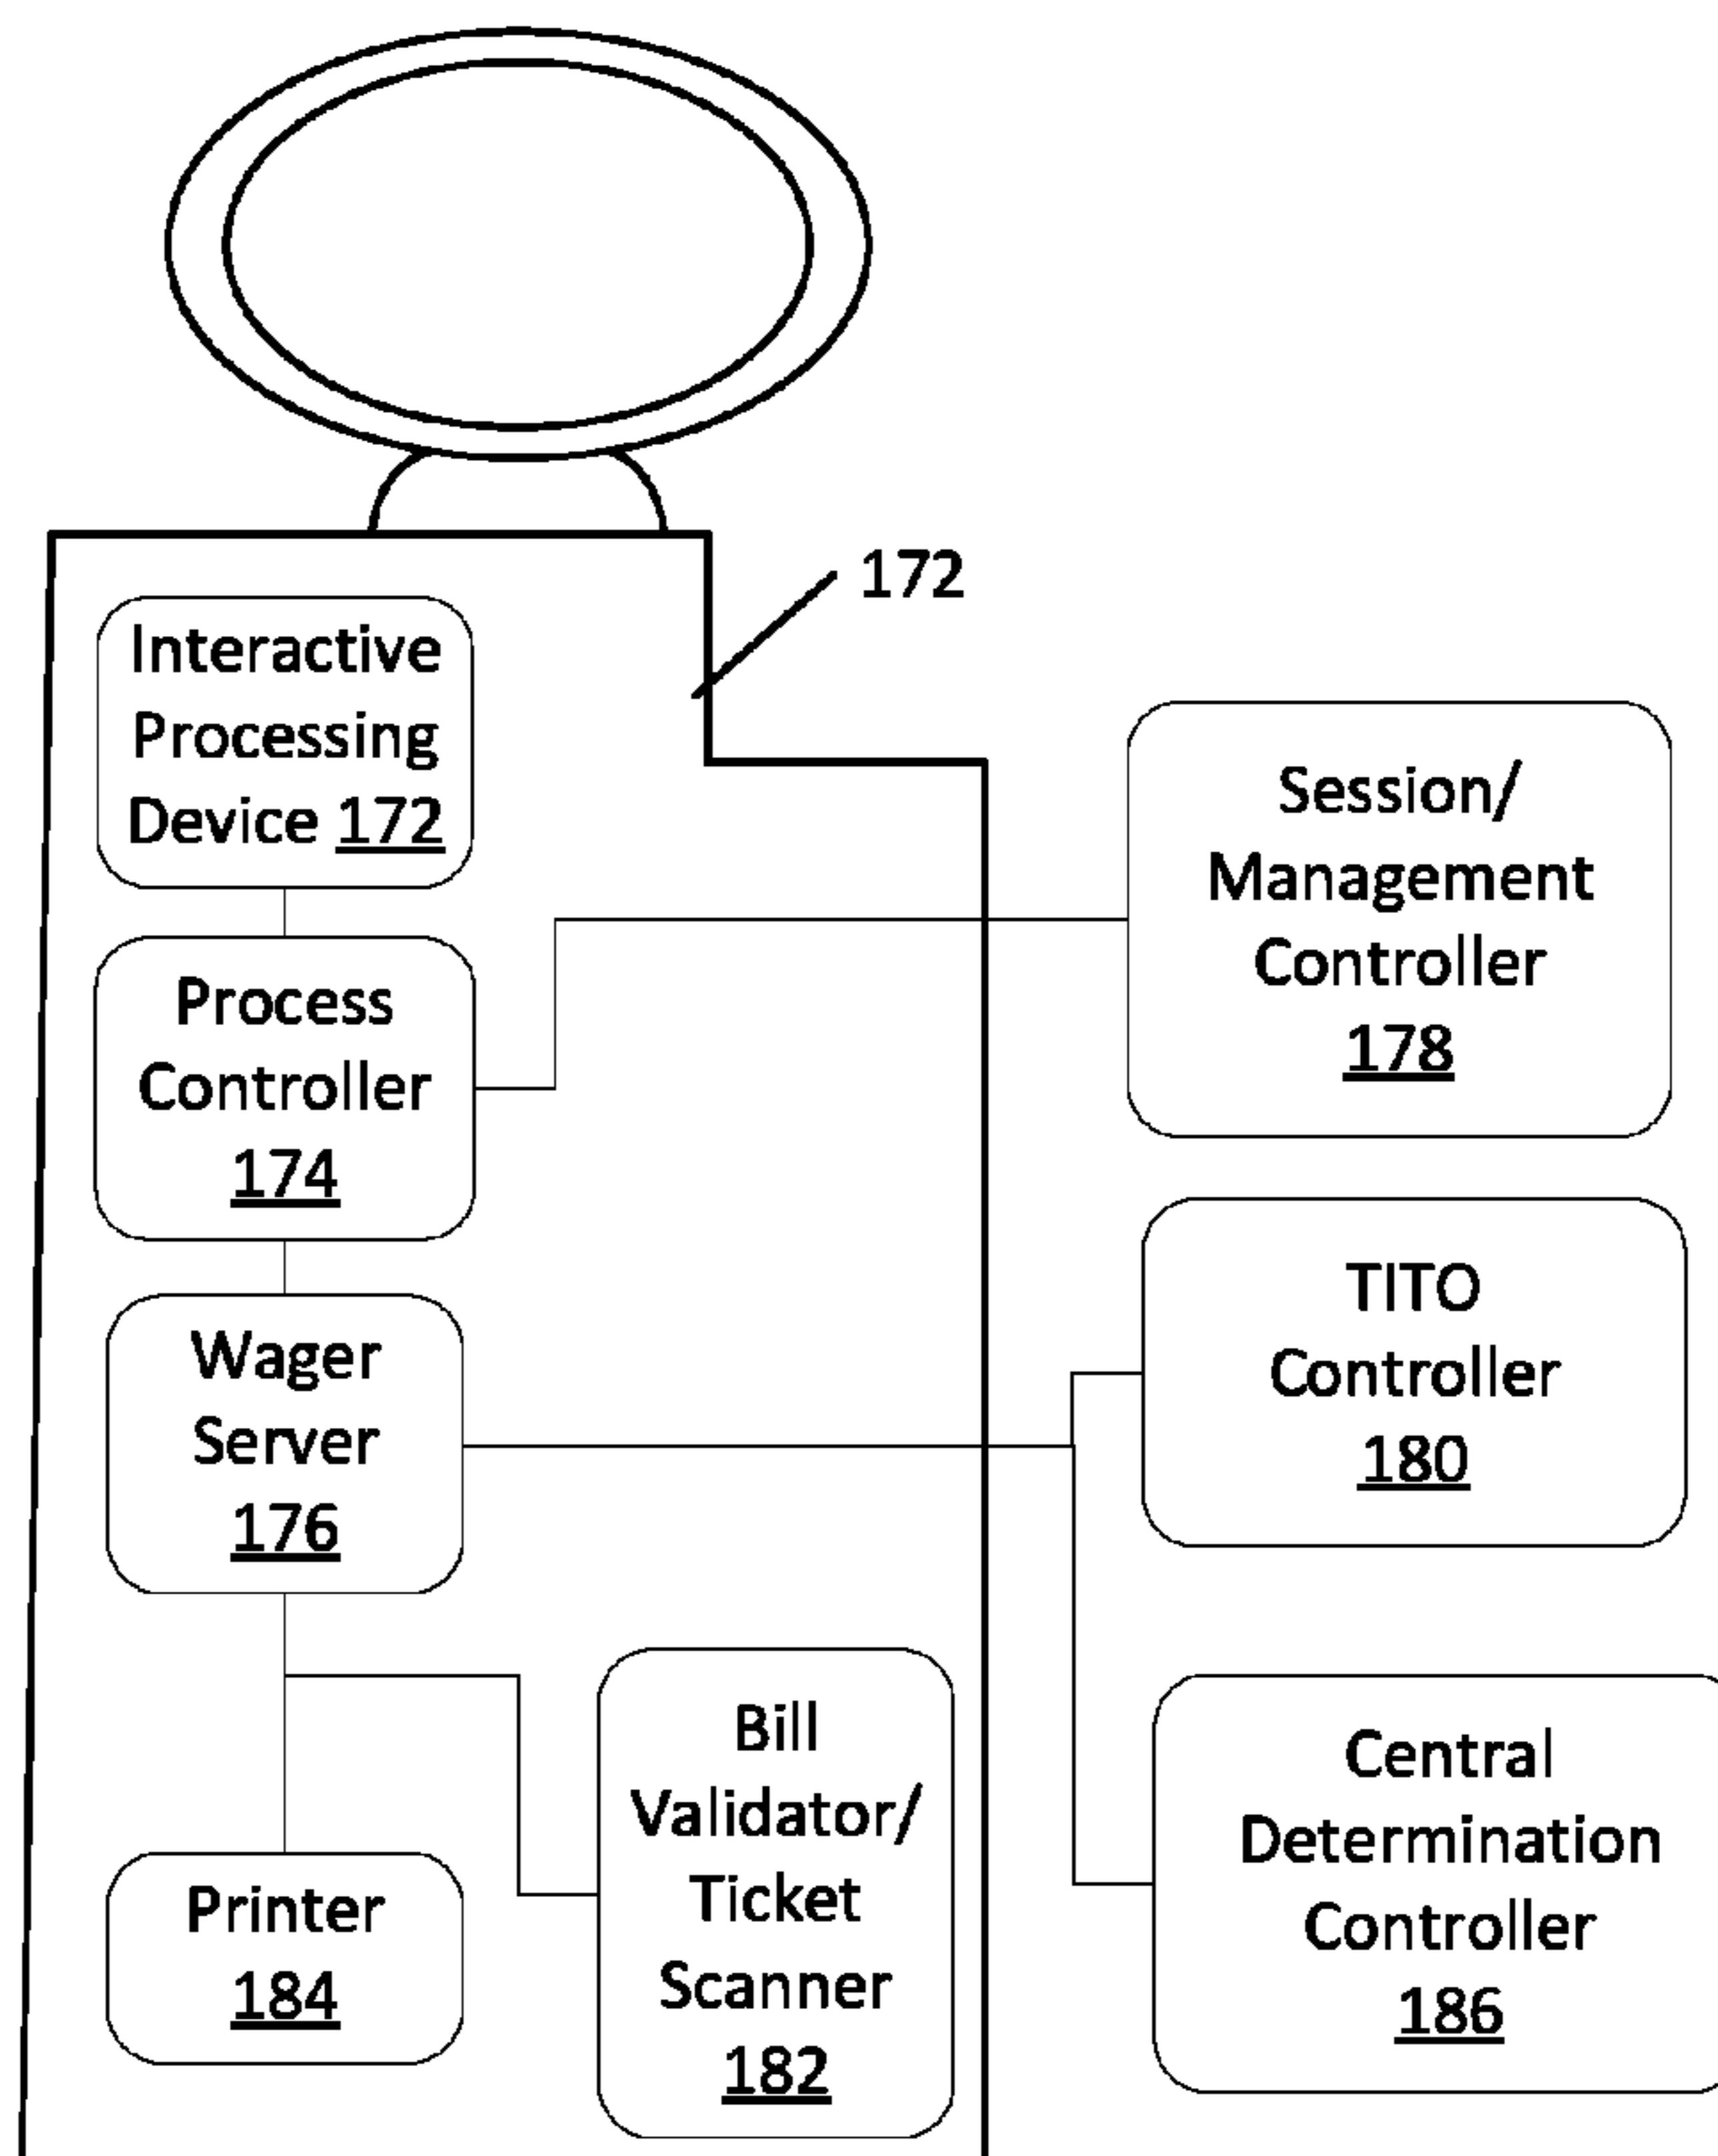 172
Interactive
Processing
Device 172
Process
Controller
174
Wager
Server
176
Printer
184
Bill
Validator/
Ticket
Scanner
182
Session/
Management
Controller
178
TITO
Controller
180
Central
Determination
Controller
186